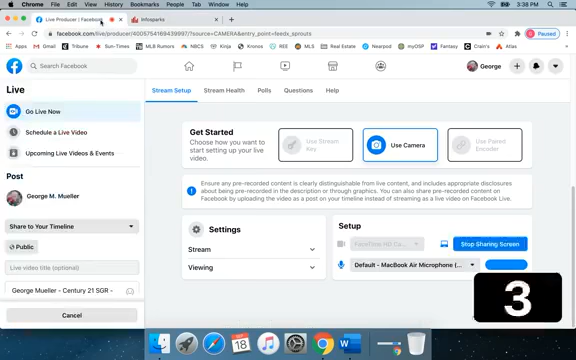 Chrome File Edit View History Bookmarks People Tab Window Help
3:38 PM
Live Producer | Facebook
Infosparks
facebook.com/live/producer/4005754169439997/?source=CAMERA&entry_point=feedx_sprouts
Paused
Apps Gmail Tribune Sun-Times MLB Rumors NBCS Kinja Kronos REE MLB Real Estate myW Fantasy Crain's Atlas
Search Facebook
George
Live
Stream Setup Stream Health Polls Questions Help
Go Live Now
Schedule a Live Video
Upcoming Live Videos & Events
Get Started
Choose how you want to start setting up your live video.
Use Stream Key
Use Camera
Use Paired Encoder
Post
George M. Mueller
Ensure any pre-recorded content is clearly distinguishable from live content, and includes appropriate disclosures
about being pre-recorded in the description or through graphics. You can also share pre-recorded content on
Facebook by uploading the video as a post on your timeline instead of streaming as a live video on Facebook Live.
Share to Your Timeline
Public
Live video title (optional)
George Mueller - Century 21 SGR -
Cancel
Settings
Stream
Viewing
Setup
FaceTime HD Ca...
Stop Sharing Screen
Default - MacBook Air Microphone (...
3
18